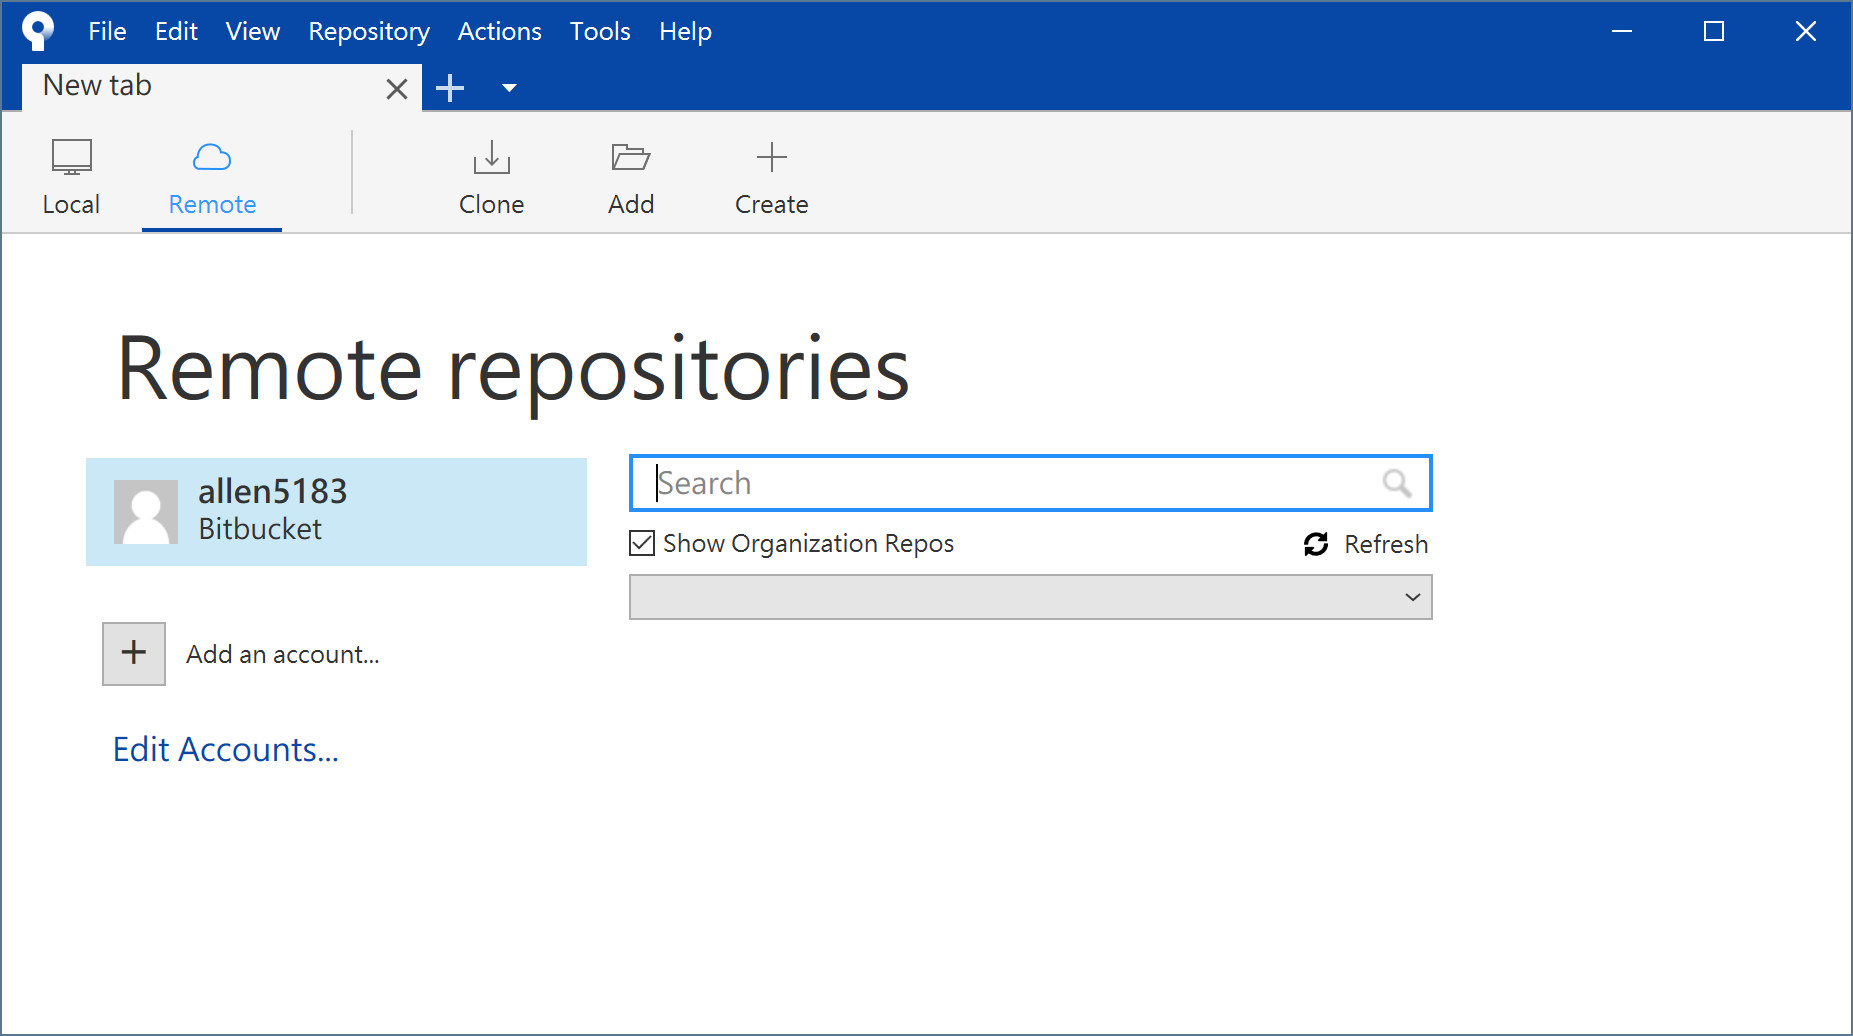 File Edit View Repository Actions Tools Help
New tab
Local Remote Clone Add Create
Remote repositories
allen5183
Bitbucket
Search
Show Organization Repos Refresh
Add an account...
Edit Accounts...